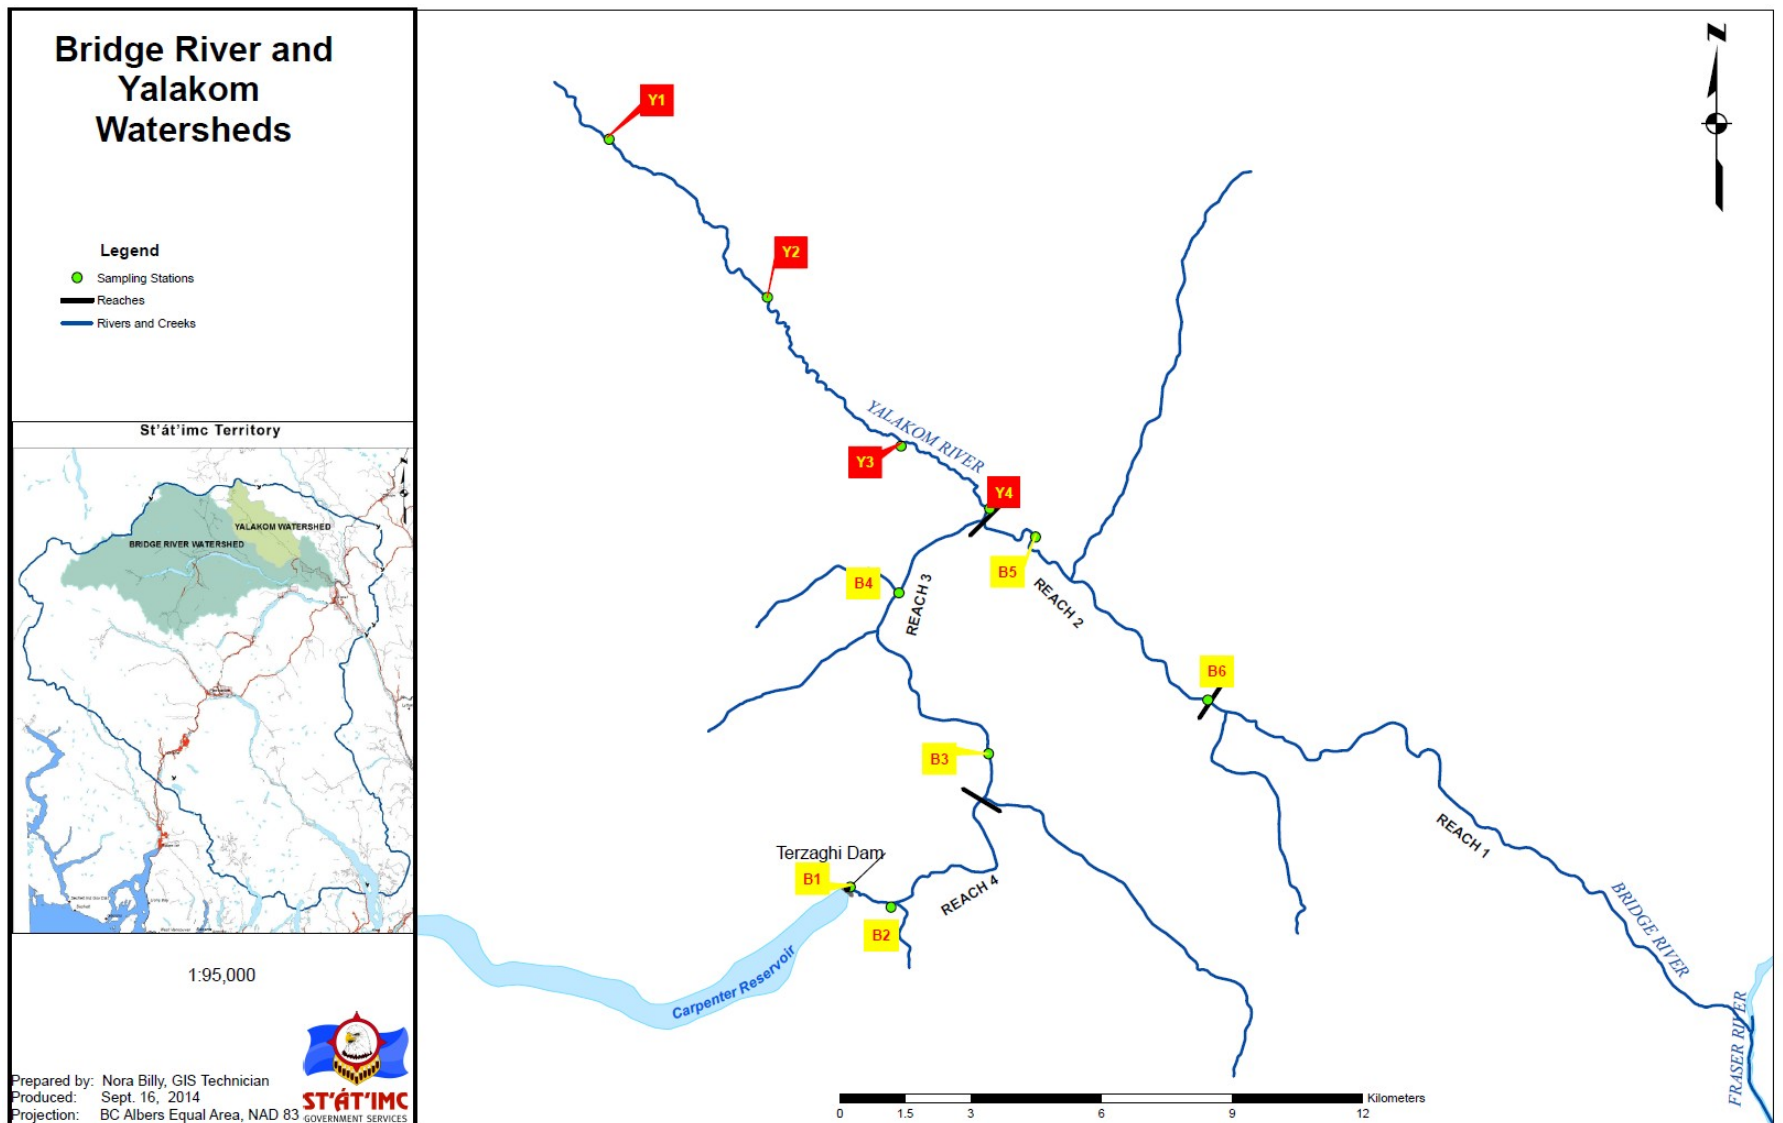 Bridge River and
Yalakom
Watersheds
Legend
Sampling Stations
Reaches
Rivers and Creeks
St'át'imc Territory
YALAKOM WATERSHED
BRIDGE RIVER WATERSHED
1:95,000
Prepared by: Nora Billy, GIS Technician
Produced: Sept. 16, 2014
Projection: BC Albers Equal Area, NAD 83
ST'ÁT'IMC
GOVERNMENT SERVICES
N
Y1
Y2
YALAKOM RIVER
Y3
Y4
B5
B4
REACH 3
REACH 2
B6
B3
REACH 1
Terzaghi Dam
B1
REACH 4
B2
BRIDGE RIVER
Carpenter Reservoir
FRASER RIVER
Kilometers
0 1.5 3 6 9 12